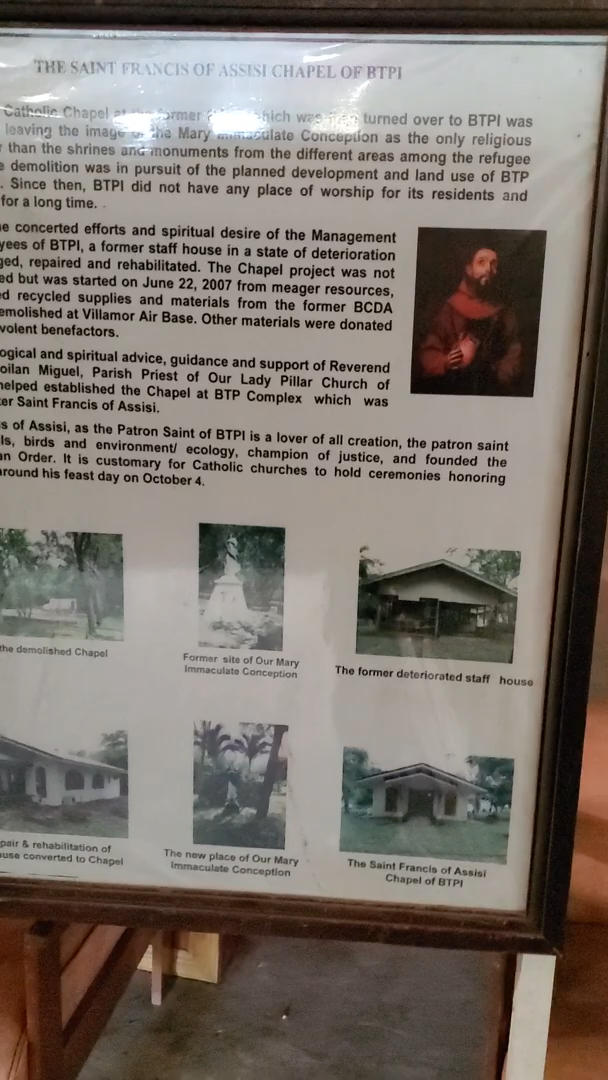 THE SAINT FRANCIS OF ASSISI CHAPEL OF BTPI
Catholic Chapel at the former which was turned over to BTPI was
leaving the image of the Mary Immaculate Conception as the only religious
than the shrines and monuments from the different areas among the refugee
demolition was in pursuit of the planned development and land use of BTP
. Since then, BTPI did not have any place of worship for its residents and
for a long time.
e concerted efforts and spiritual desire of the Management
yees of BTPI, a former staff house in a state of deterioration
ged, repaired and rehabilitated. The Chapel project was not
ed but was started on June 22, 2007 from meager resources,
d recycled supplies and materials from the former BCDA
emolished at Villamor Air Base. Other materials were donated
volent benefactors.
ogical and spiritual advice, guidance and support of Reverend
oilan Miguel, Parish Priest of Our Lady Pillar Church of
helped established the Chapel at BTP Complex which was
er Saint Francis of Assisi.
s of Assisi, as the Patron Saint of BTPI is a lover of all creation, the patron saint
ls, birds and environment/ ecology, champion of justice, and founded the
an Order. It is customary for Catholic churches to hold ceremonies honoring
around his feast day on October 4.
the demolished Chapel
Former site of Our Mary
Immaculate Conception
The former deteriorated staff house
pair & rehabilitation of
use converted to Chapel
The new place of Our Mary
Immaculate Conception
The Saint Francis of Assisi
Chapel of BTPI